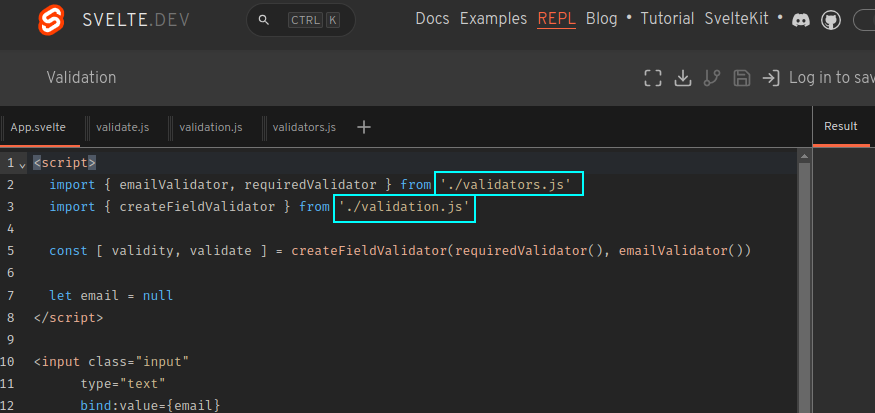 SVELTE.DEV CTRL K Docs Examples REPL Blog • Tutorial SvelteKit •
Validation Log in to sav
App.svelte validate.js validation.js validators.js + Result
1 <script>
2 import { emailValidator, requiredValidator } from './validators.js'
3 import { createFieldValidator } from './validation.js'
4
5 const [ validity, validate ] = createFieldValidator(requiredValidator(), emailValidator())
6
7 let email = null
8 </script>
9
10 <input class="input"
11 type="text"
12 bind:value={email}